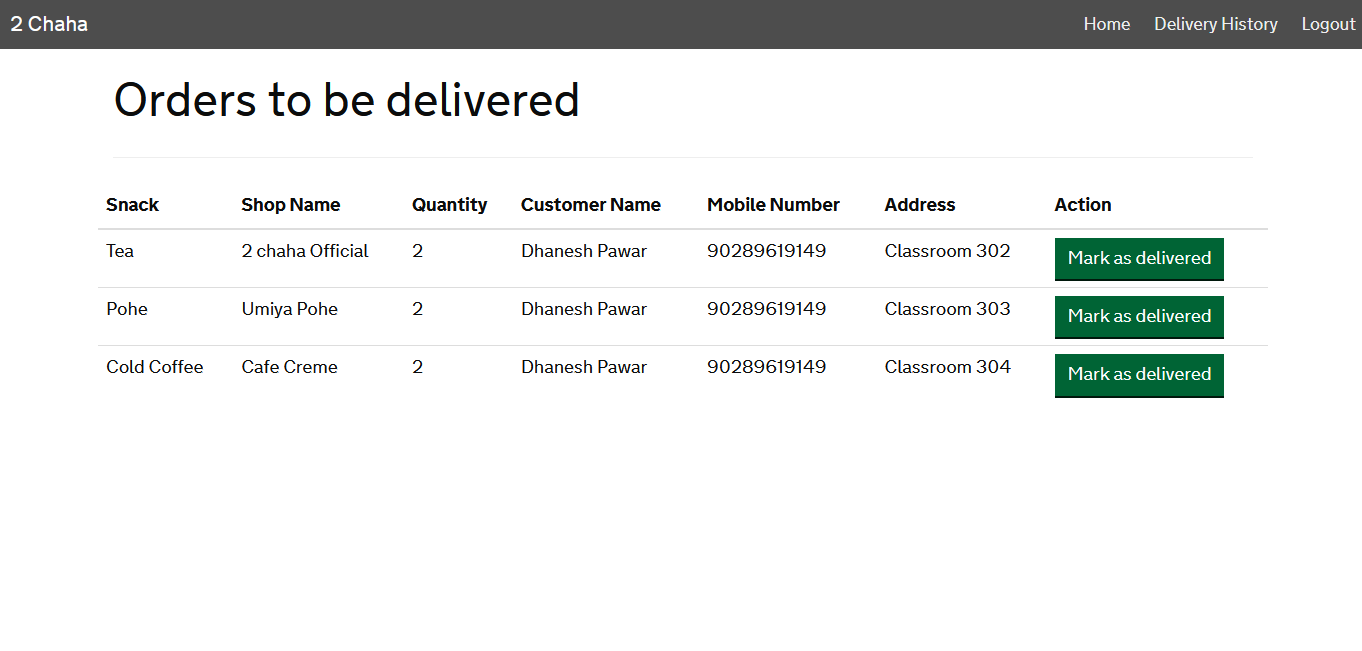 2 Chaha Home Delivery History Logout
Orders to be delivered
Snack Shop Name Quantity Customer Name Mobile Number Address Action
Tea 2 chaha Official 2 Dhanesh Pawar 90289619149 Classroom 302 Mark as delivered
Pohe Umiya Pohe 2 Dhanesh Pawar 90289619149 Classroom 303 Mark as delivered
Cold Coffee Cafe Creme 2 Dhanesh Pawar 90289619149 Classroom 304 Mark as delivered